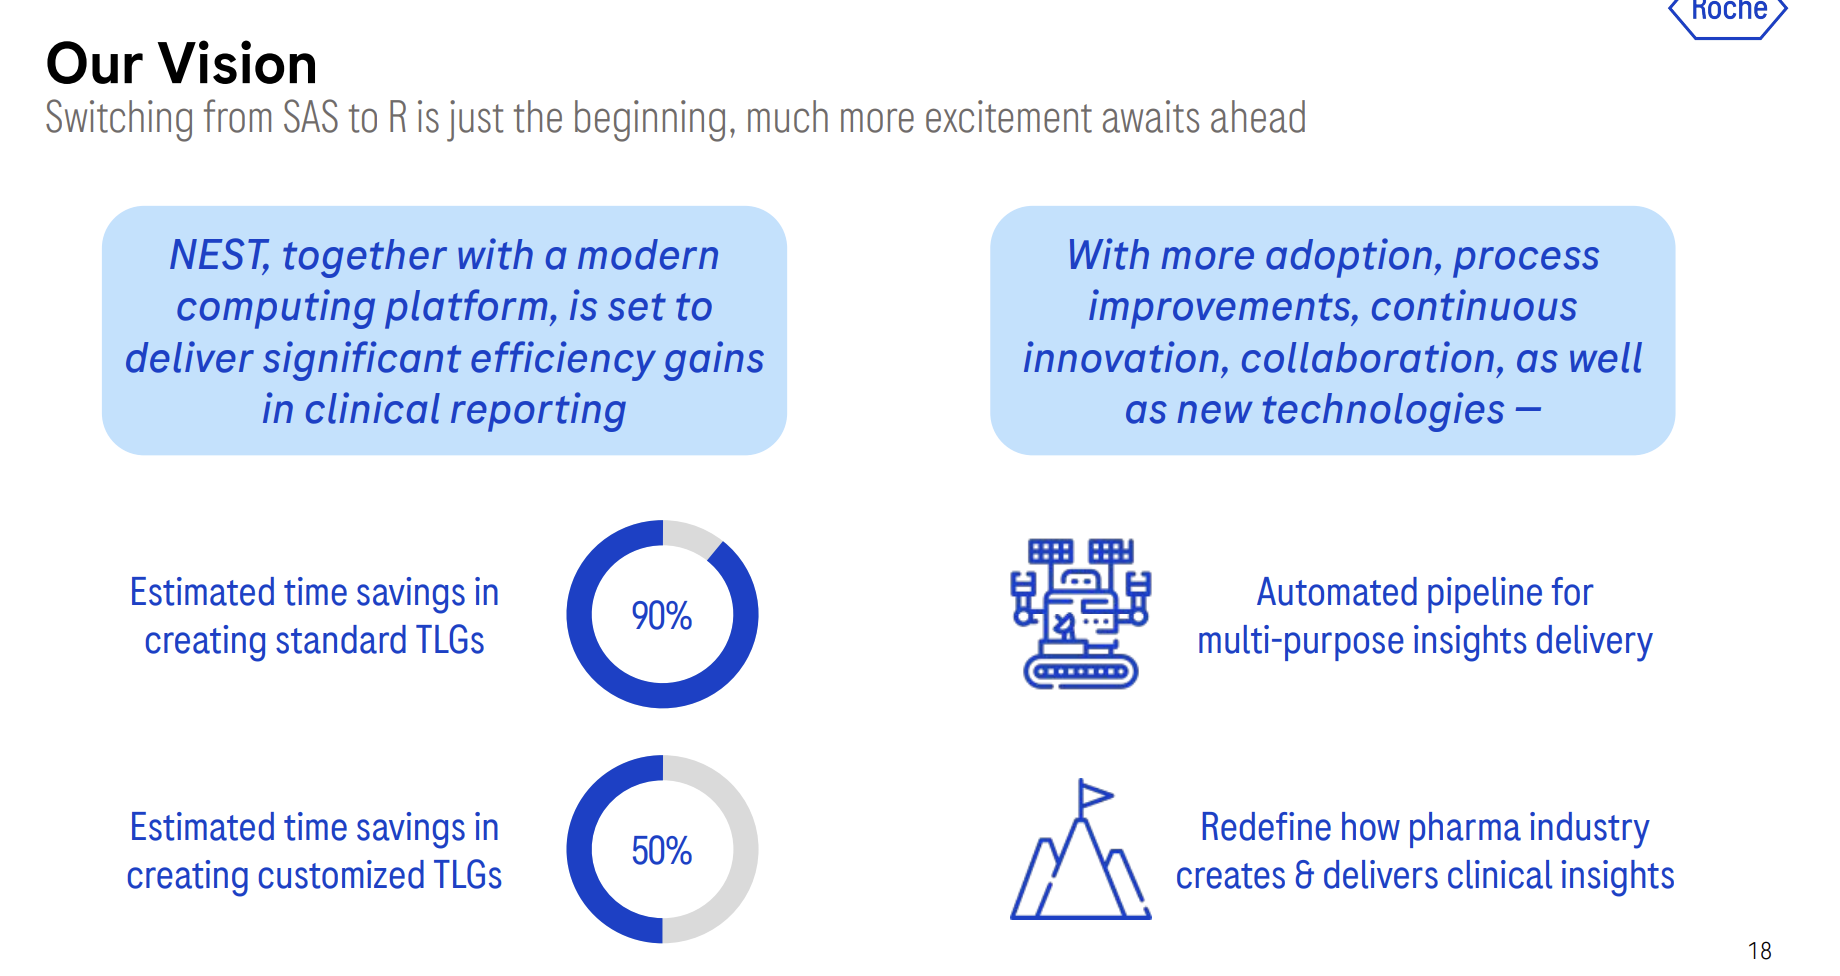 Roche
Our Vision
Switching from SAS to R is just the beginning, much more excitement awaits ahead
NEST, together with a modern
computing platform, is set to
deliver significant efficiency gains
in clinical reporting
With more adoption, process
improvements, continuous
innovation, collaboration, as well
as new technologies –
Estimated time savings in
creating standard TLGs
90%
Automated pipeline for
multi-purpose insights delivery
Estimated time savings in
creating customized TLGs
50%
Redefine how pharma industry
creates & delivers clinical insights
18